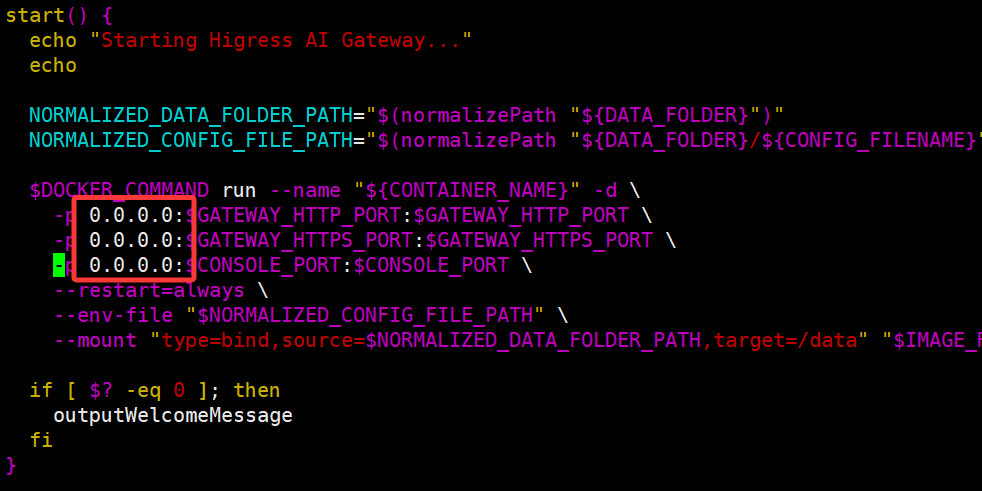 start() {
  echo "Starting Higress AI Gateway..."
  echo
  NORMALIZED_DATA_FOLDER_PATH="$(normalizePath "${DATA_FOLDER}")"
  NORMALIZED_CONFIG_FILE_PATH="$(normalizePath "${DATA_FOLDER}/${CONFIG_FILENAME}"
  $DOCKER_COMMAND run --name "${CONTAINER_NAME}" -d \
    -p 0.0.0.0:$GATEWAY_HTTP_PORT:$GATEWAY_HTTP_PORT \
    -p 0.0.0.0:$GATEWAY_HTTPS_PORT:$GATEWAY_HTTPS_PORT \
    -p 0.0.0.0:$CONSOLE_PORT:$CONSOLE_PORT \
    --restart=always \
    --env-file "$NORMALIZED_CONFIG_FILE_PATH" \
    --mount "type=bind,source=$NORMALIZED_DATA_FOLDER_PATH,target=/data" "$IMAGE_
  if [ $? -eq 0 ]; then
    outputWelcomeMessage
  fi
}